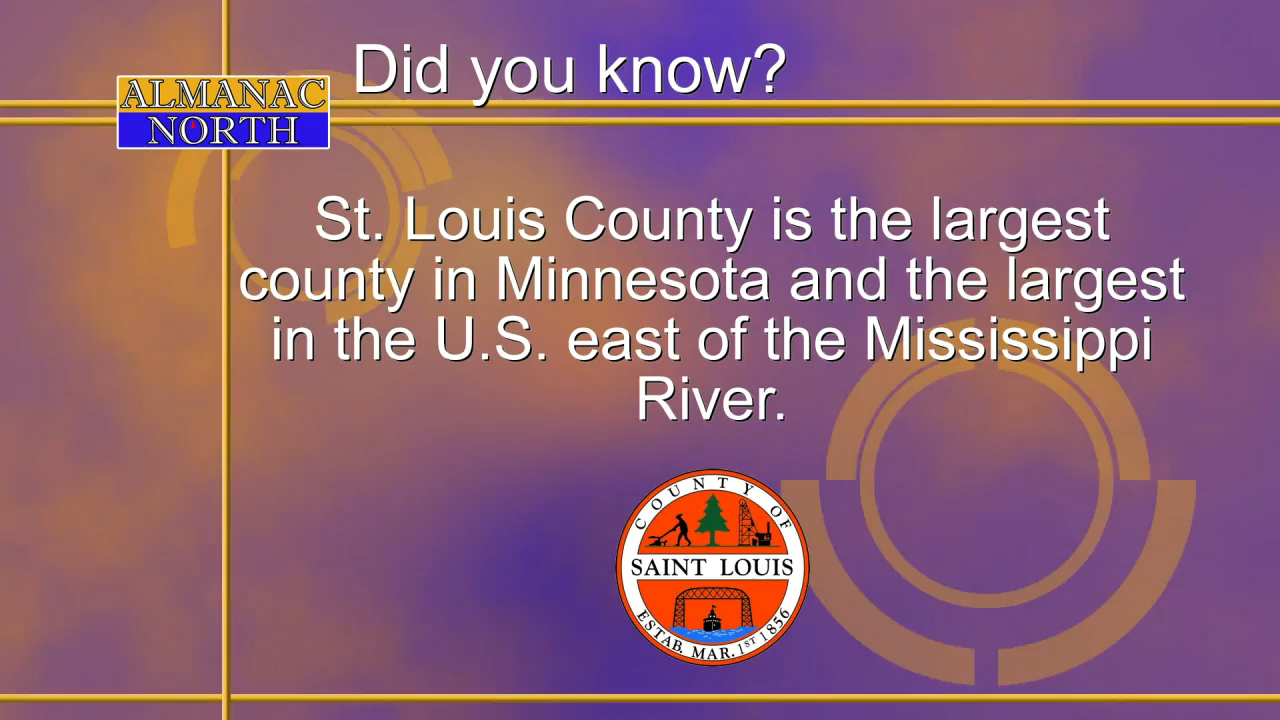 Did you know?
ALMANAC
NORTH
St. Louis County is the largest
county in Minnesota and the largest
in the U.S. east of the Mississippi
River.
COUNTY OF
SAINT LOUIS
ESTAB. MAR. 1ST 1856